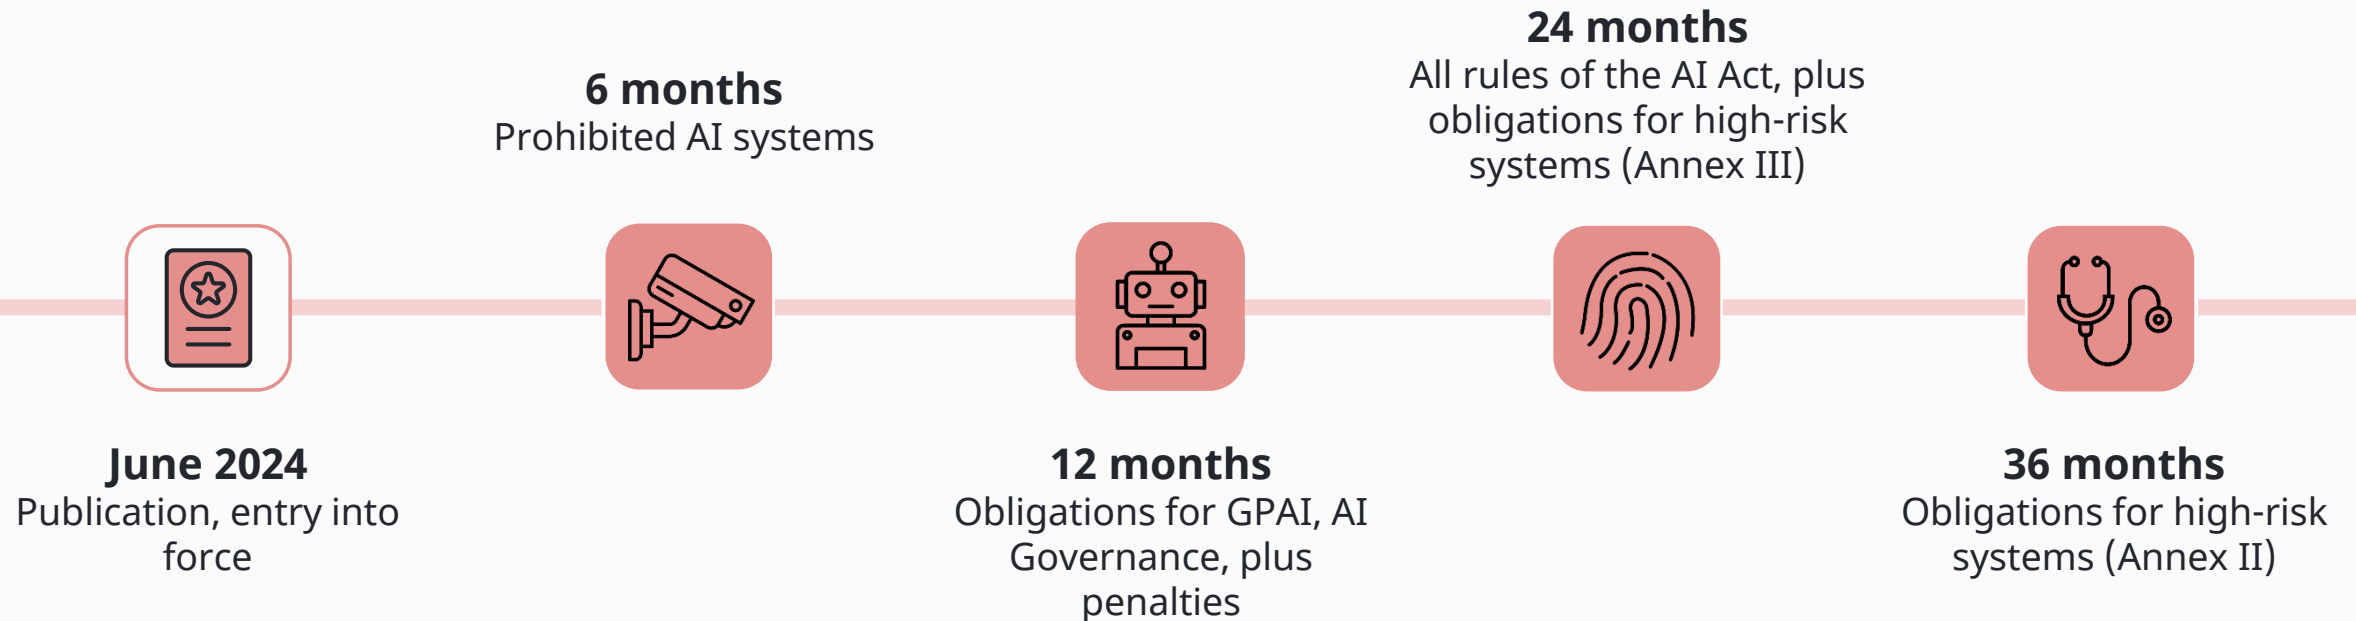 June 2024
Publication, entry into
force
6 months
Prohibited AI systems
12 months
Obligations for GPAI, AI
Governance, plus
penalties
24 months
All rules of the AI Act, plus
obligations for high-risk
systems (Annex III)
36 months
Obligations for high-risk
systems (Annex II)